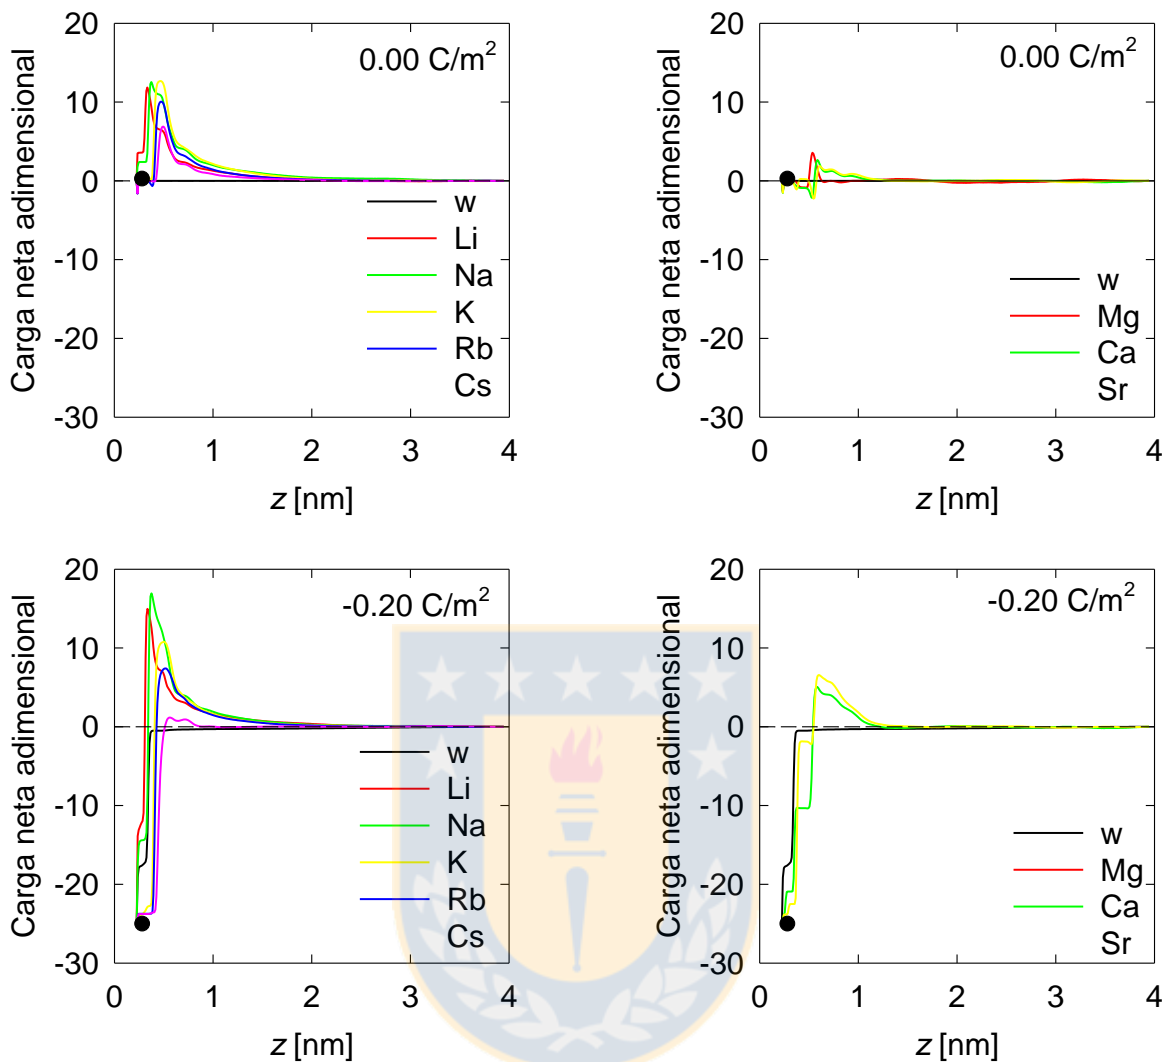 20
10
0
-10
-20
-30
Carga neta adimensional
0.00 C/m²
w
Li
Na
K
Rb
Cs
0 1 2 3 4
z [nm]
20
10
0
-10
-20
-30
Carga neta adimensional
0.00 C/m²
w
Mg
Ca
Sr
0 1 2 3 4
z [nm]
20
10
0
-10
-20
-30
Carga neta adimensional
-0.20 C/m²
w
Li
Na
K
Rb
Cs
0 1 2 3 4
z [nm]
20
10
0
-10
-20
-30
Carga neta adimensional
-0.20 C/m²
w
Mg
Ca
Sr
0 1 2 3 4
z [nm]